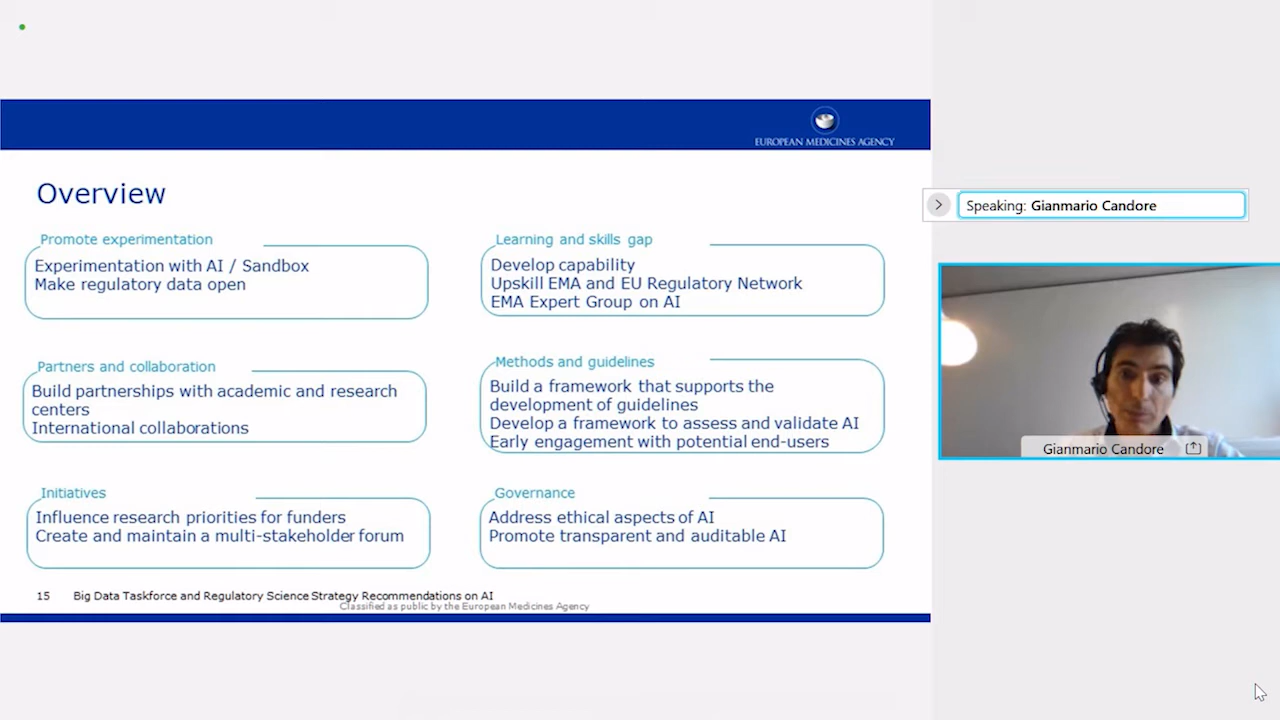 EUROPEAN MEDICINES AGENCY
Overview
Promote experimentation
Experimentation with AI / Sandbox
Make regulatory data open
Learning and skills gap
Develop capability
Upskill EMA and EU Regulatory Network
EMA Expert Group on AI
Partners and collaboration
Build partnerships with academic and research
centers
International collaborations
Methods and guidelines
Build a framework that supports the
development of guidelines
Develop a framework to assess and validate AI
Early engagement with potential end-users
Initiatives
Influence research priorities for funders
Create and maintain a multi-stakeholder forum
Governance
Address ethical aspects of AI
Promote transparent and auditable AI
15 Big Data Taskforce and Regulatory Science Strategy Recommendations on AI
Classified as public by the European Medicines Agency
Speaking: Gianmario Candore
Gianmario Candore